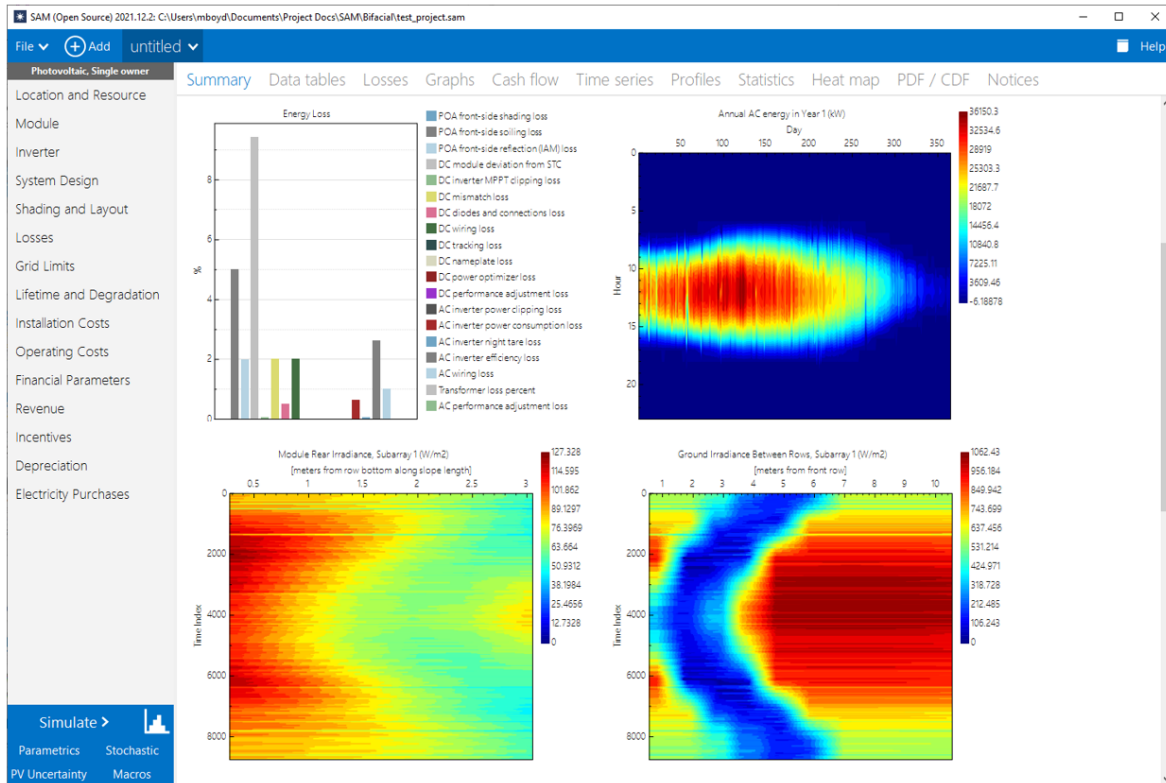 SAM (Open Source) 2021.12.2: C:\Users\mboyd\Documents\Project Docs\SAM\Bifacial\test_project.sam
File Add untitled Help
Photovoltaic, Single owner
Location and Resource
Module
Inverter
System Design
Shading and Layout
Losses
Grid Limits
Lifetime and Degradation
Installation Costs
Operating Costs
Financial Parameters
Revenue
Incentives
Depreciation
Electricity Purchases
Simulate >
Parametrics Stochastic
PV Uncertainty Macros
Summary Data tables Losses Graphs Cash flow Time series Profiles Statistics Heat map PDF / CDF Notices
Energy Loss
%
8
6
4
2
0
POA front-side shading loss
POA front-side soiling loss
POA front-side reflection (IAM) loss
DC module deviation from STC
DC inverter MPPT clipping loss
DC mismatch loss
DC diodes and connections loss
DC wiring loss
DC tracking loss
DC nameplate loss
DC power optimizer loss
DC performance adjustment loss
AC inverter power clipping loss
AC inverter power consumption loss
AC inverter night tare loss
AC inverter efficiency loss
AC wiring loss
Transformer loss percent
AC performance adjustment loss
Annual AC energy in Year 1 (kW)
Day
50 100 150 200 250 300 350
Hour
0
5
10
15
20
36150.3
32534.6
28919
25303.3
21687.7
18072
14456.4
10840.8
7225.11
3609.46
-6.18878
Module Rear Irradiance, Subarray 1 (W/m2)
[meters from row bottom along slope length]
0.5 1 1.5 2 2.5 3
Time Index
0
2000
4000
6000
8000
127.328
114.595
101.862
89.1297
76.3969
63.664
50.9312
38.1984
25.4656
12.7328
0
Ground Irradiance Between Rows, Subarray 1 (W/m2)
[meters from front row]
1 2 3 4 5 6 7 8 9 10
Time Index
0
2000
4000
6000
8000
1062.43
956.184
849.942
743.699
637.456
531.214
424.971
318.728
212.485
106.243
0